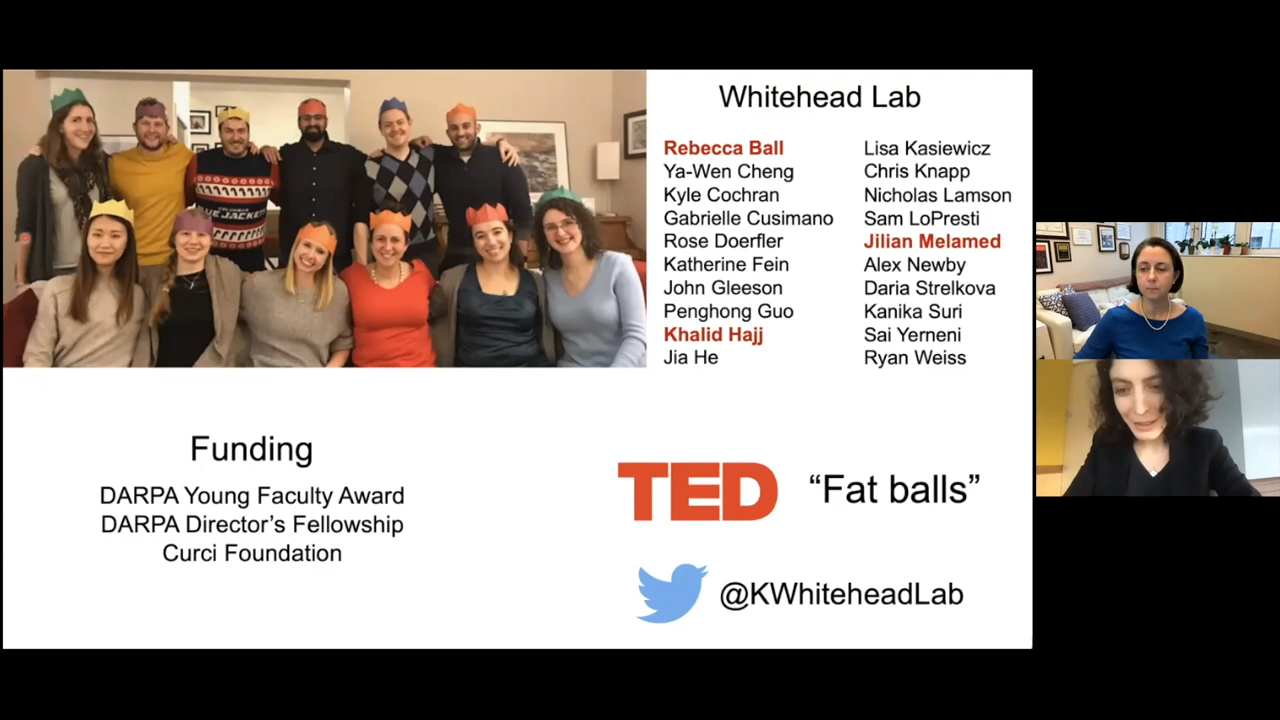 Whitehead Lab
Rebecca Ball
Ya-Wen Cheng
Kyle Cochran
Gabrielle Cusimano
Rose Doerfler
Katherine Fein
John Gleeson
Penghong Guo
Khalid Hajj
Jia He
Lisa Kasiewicz
Chris Knapp
Nicholas Lamson
Sam LoPresti
Jilian Melamed
Alex Newby
Daria Strelkova
Kanika Suri
Sai Yerneni
Ryan Weiss
Funding
DARPA Young Faculty Award
DARPA Director’s Fellowship
Curci Foundation
TED “Fat balls”
@KWhiteheadLab